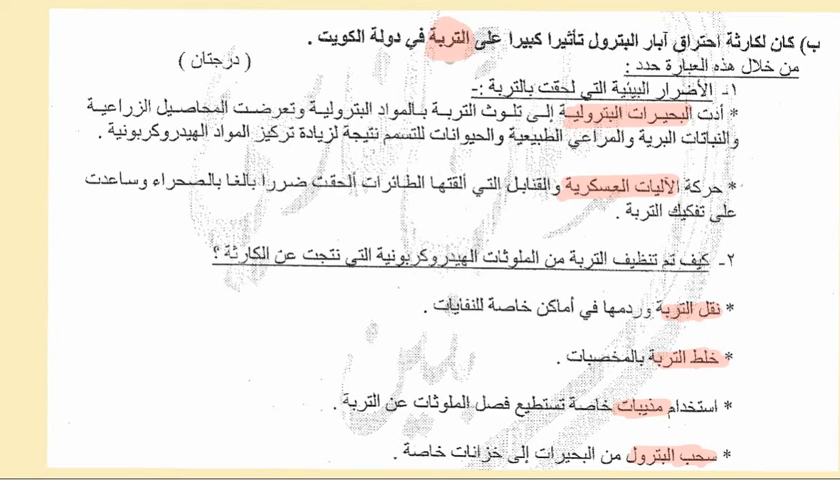 ب) كان لكارثة احتراق آبار البترول تأثيرا كبيرا على التربة في دولة الكويت .
من خلال هذه العبارة حدد :
( درجتان )
١- الأضرار البيئية التي لحقت بالتربة :-
* أدت البحيرات البترولية إلى تلوث التربة بالمواد البترولية وتعرضت المحاصيل الزراعية
والنباتات البرية والمراعي الطبيعية والحيوانات للتسمم نتيجة لزيادة تركيز المواد الهيدروكربونية .
* حركة الآليات العسكرية والقنابل التي ألقتها الطائرات ألحقت ضررا بالغا بالصحراء وساعدت
على تفكيك التربة .
٢- كيف تم تنظيف التربة من الملوثات الهيدروكربونية التي نتجت عن الكارثة ؟
* نقل التربة وردمها في أماكن خاصة للنفايات .
* خلط التربة بالمخصبات .
* استخدام مذيبات خاصة تستطيع فصل الملوثات عن التربة .
* سحب البترول من البحيرات إلى خزانات خاصة .